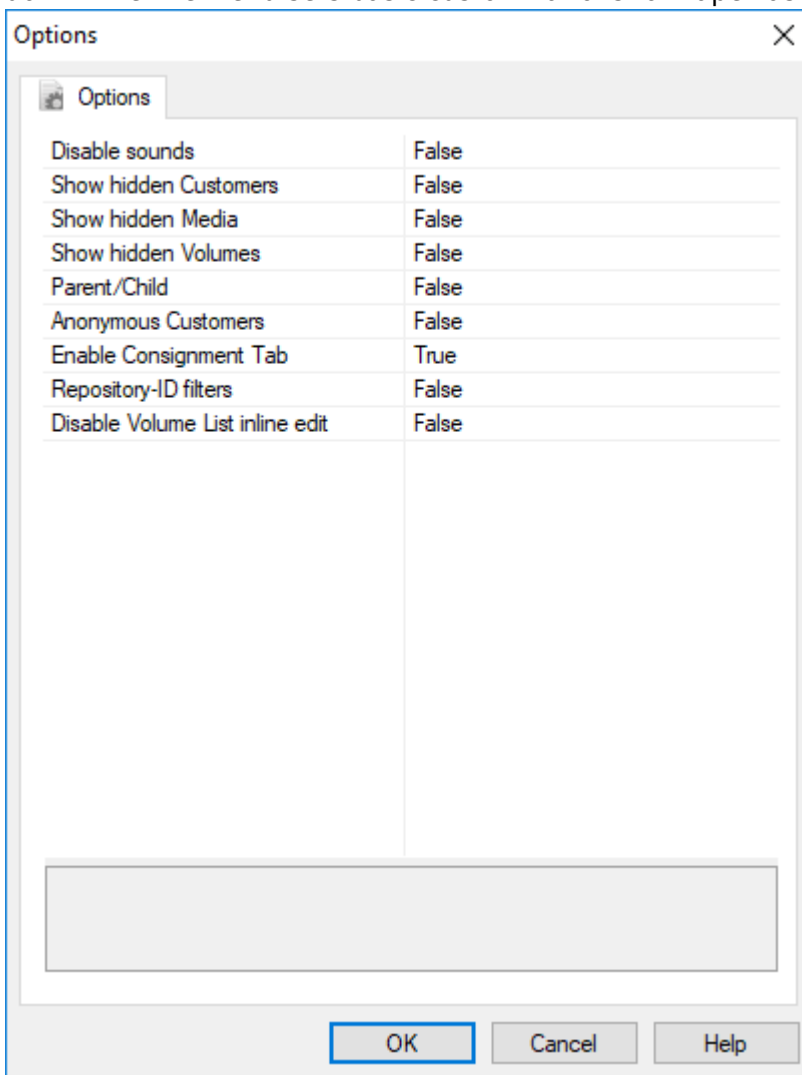 Options
Options
Disable sounds False
Show hidden Customers False
Show hidden Media False
Show hidden Volumes False
Parent/Child False
Anonymous Customers False
Enable Consignment Tab True
Repository-ID filters False
Disable Volume List inline edit False
OK Cancel Help